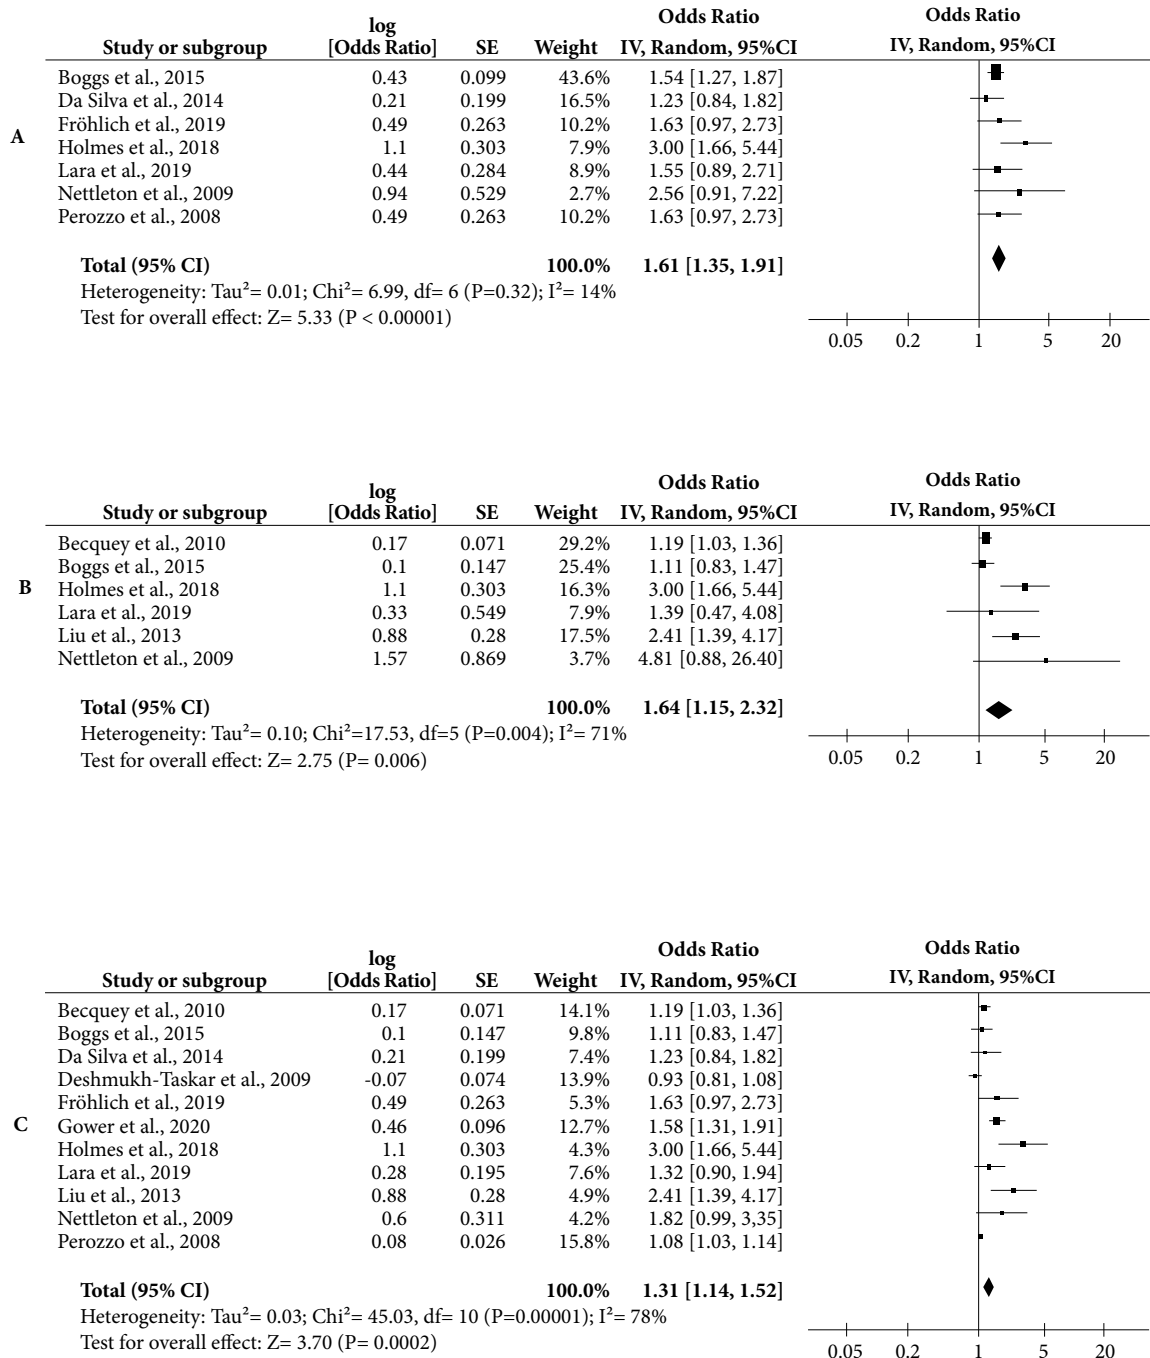 log Odds Ratio Odds Ratio
Study or subgroup [Odds Ratio] SE Weight IV, Random, 95%CI IV, Random, 95%CI
A
Boggs et al., 2015 0.43 0.099 43.6% 1.54 [1.27, 1.87]
Da Silva et al., 2014 0.21 0.199 16.5% 1.23 [0.84, 1.82]
Fröhlich et al., 2019 0.49 0.263 10.2% 1.63 [0.97, 2.73]
Holmes et al., 2018 1.1 0.303 7.9% 3.00 [1.66, 5.44]
Lara et al., 2019 0.44 0.284 8.9% 1.55 [0.89, 2.71]
Nettleton et al., 2009 0.94 0.529 2.7% 2.56 [0.91, 7.22]
Perozzo et al., 2008 0.49 0.263 10.2% 1.63 [0.97, 2.73]
Total (95% CI) 100.0% 1.61 [1.35, 1.91]
Heterogeneity: Tau²= 0.01; Chi²= 6.99, df= 6 (P=0.32); I²= 14%
Test for overall effect: Z= 5.33 (P < 0.00001)
0.05 0.2 1 5 20
log Odds Ratio Odds Ratio
Study or subgroup [Odds Ratio] SE Weight IV, Random, 95%CI IV, Random, 95%CI
B
Becquey et al., 2010 0.17 0.071 29.2% 1.19 [1.03, 1.36]
Boggs et al., 2015 0.1 0.147 25.4% 1.11 [0.83, 1.47]
Holmes et al., 2018 1.1 0.303 16.3% 3.00 [1.66, 5.44]
Lara et al., 2019 0.33 0.549 7.9% 1.39 [0.47, 4.08]
Liu et al., 2013 0.88 0.28 17.5% 2.41 [1.39, 4.17]
Nettleton et al., 2009 1.57 0.869 3.7% 4.81 [0.88, 26.40]
Total (95% CI) 100.0% 1.64 [1.15, 2.32]
Heterogeneity: Tau²= 0.10; Chi²=17.53, df=5 (P=0.004); I²= 71%
Test for overall effect: Z= 2.75 (P= 0.006)
0.05 0.2 1 5 20
log Odds Ratio Odds Ratio
Study or subgroup [Odds Ratio] SE Weight IV, Random, 95%CI IV, Random, 95%CI
C
Becquey et al., 2010 0.17 0.071 14.1% 1.19 [1.03, 1.36]
Boggs et al., 2015 0.1 0.147 9.8% 1.11 [0.83, 1.47]
Da Silva et al., 2014 0.21 0.199 7.4% 1.23 [0.84, 1.82]
Deshmukh-Taskar et al., 2009 -0.07 0.074 13.9% 0.93 [0.81, 1.08]
Fröhlich et al., 2019 0.49 0.263 5.3% 1.63 [0.97, 2.73]
Gower et al., 2020 0.46 0.096 12.7% 1.58 [1.31, 1.91]
Holmes et al., 2018 1.1 0.303 4.3% 3.00 [1.66, 5.44]
Lara et al., 2019 0.28 0.195 7.6% 1.32 [0.90, 1.94]
Liu et al., 2013 0.88 0.28 4.9% 2.41 [1.39, 4.17]
Nettleton et al., 2009 0.6 0.311 4.2% 1.82 [0.99, 3,35]
Perozzo et al., 2008 0.08 0.026 15.8% 1.08 [1.03, 1.14]
Total (95% CI) 100.0% 1.31 [1.14, 1.52]
Heterogeneity: Tau²= 0.03; Chi²= 45.03, df= 10 (P=0.00001); I²= 78%
Test for overall effect: Z= 3.70 (P= 0.0002)
0.05 0.2 1 5 20